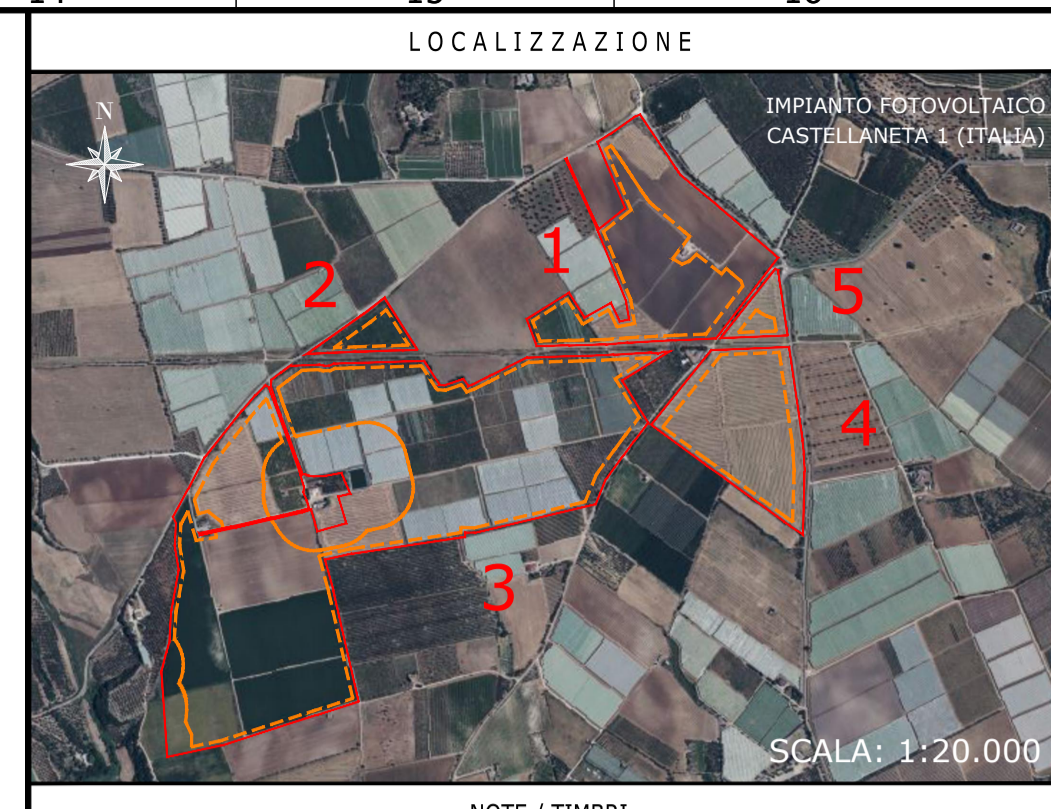 LOCALIZZAZIONE
N
IMPIANTO FOTOVOLTAICO
CASTELLANETA 1 (ITALIA)
1
2
5
4
3
SCALA: 1:20.000
NOTE / TIMBRI